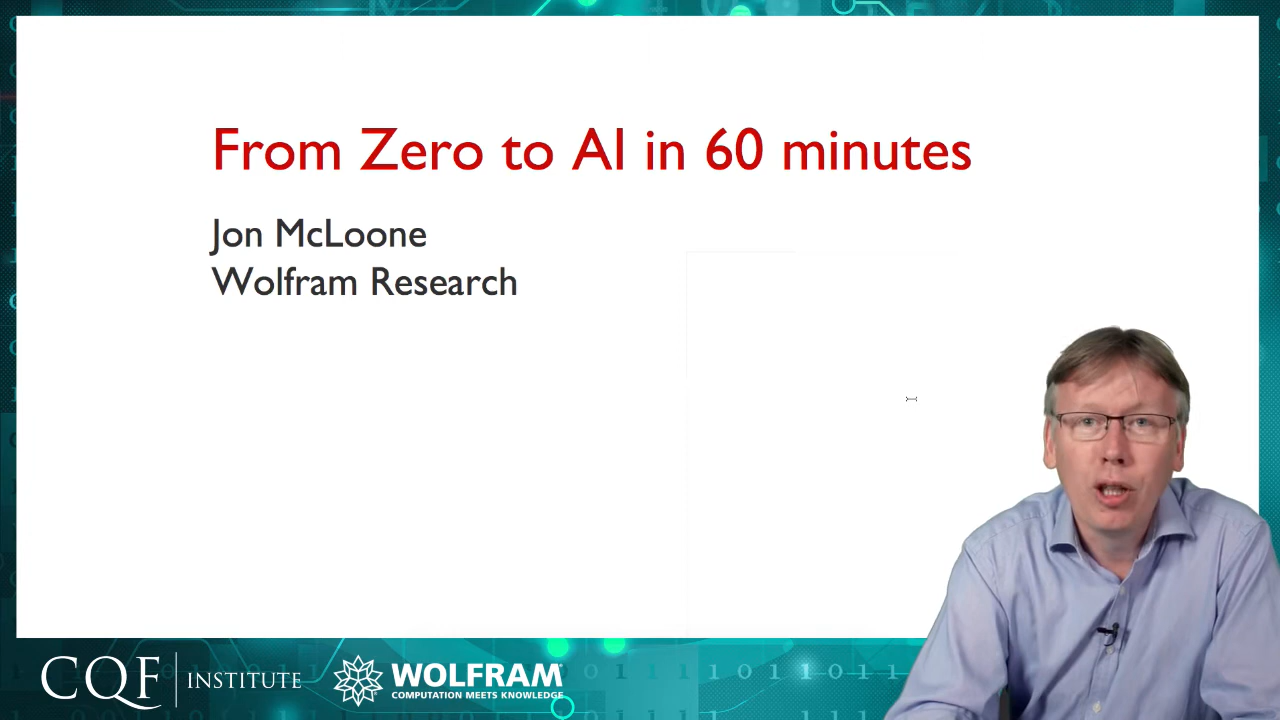 From Zero to AI in 60 minutes
Jon McLoone
Wolfram Research
CQF INSTITUTE
WOLFRAM
COMPUTATION MEETS KNOWLEDGE